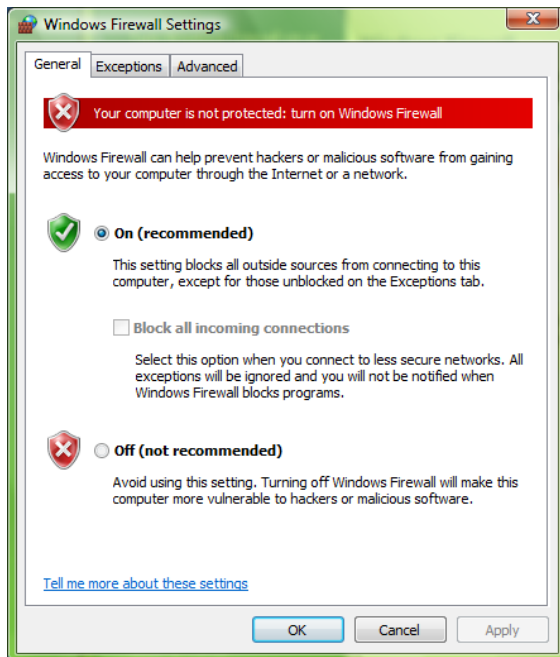 Windows Firewall Settings
General Exceptions Advanced
Your computer is not protected: turn on Windows Firewall
Windows Firewall can help prevent hackers or malicious software from gaining
access to your computer through the Internet or a network.
On (recommended)
This setting blocks all outside sources from connecting to this
computer, except for those unblocked on the Exceptions tab.
Block all incoming connections
Select this option when you connect to less secure networks. All
exceptions will be ignored and you will not be notified when
Windows Firewall blocks programs.
Off (not recommended)
Avoid using this setting. Turning off Windows Firewall will make this
computer more vulnerable to hackers or malicious software.
Tell me more about these settings
OK Cancel Apply